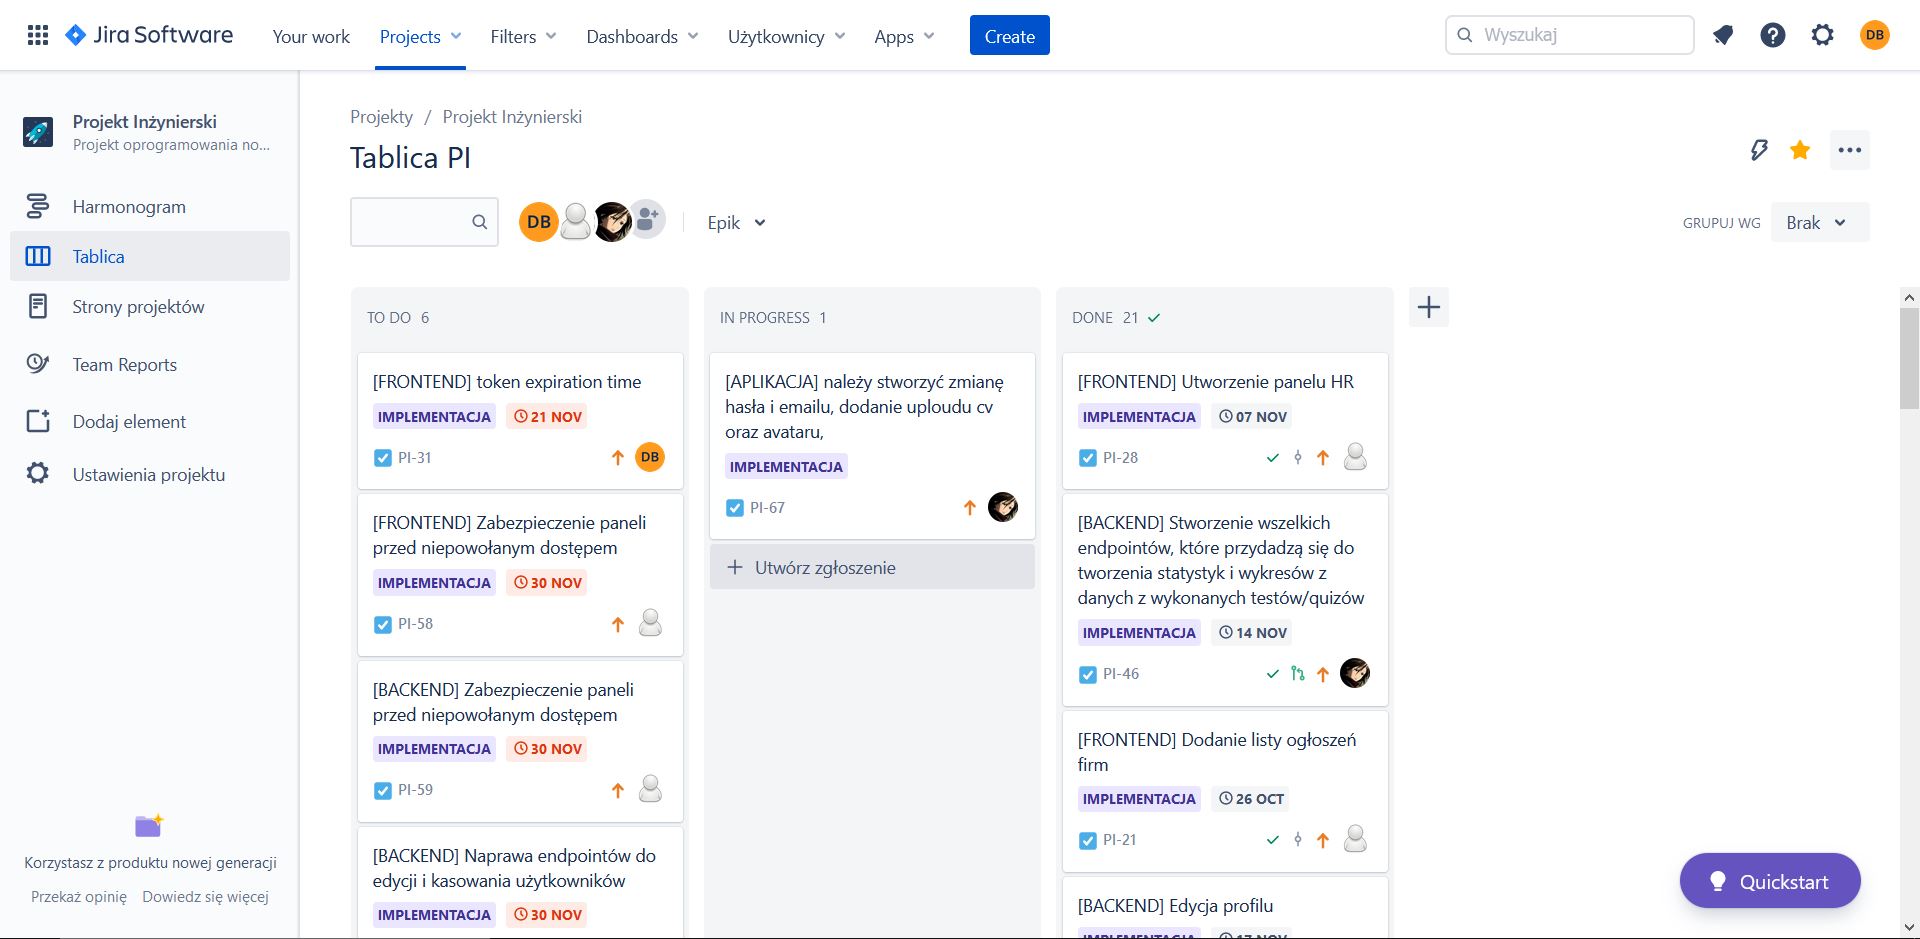 Jira Software
Your work
Projects
Filters
Dashboards
Użytkownicy
Apps
Create
Wyszukaj
DB
Projekt Inżynierski
Projekt oprogramowania no...
Harmonogram
Tablica
Strony projektów
Team Reports
Dodaj element
Ustawienia projektu
Korzystasz z produktu nowej generacji
Przekaż opinię Dowiedz się więcej
Projekty / Projekt Inżynierski
Tablica PI
DB
Epik
GRUPUJ WG
Brak
TO DO 6
[FRONTEND] token expiration time
IMPLEMENTACJA 21 NOV
PI-31
DB
[FRONTEND] Zabezpieczenie paneli
przed niepowołanym dostępem
IMPLEMENTACJA 30 NOV
PI-58
[BACKEND] Zabezpieczenie paneli
przed niepowołanym dostępem
IMPLEMENTACJA 30 NOV
PI-59
[BACKEND] Naprawa endpointów do
edycji i kasowania użytkowników
IMPLEMENTACJA 30 NOV
IN PROGRESS 1
[APLIKACJA] należy stworzyć zmianę
hasła i emailu, dodanie uploudu cv
oraz avataru,
IMPLEMENTACJA
PI-67
+ Utwórz zgłoszenie
DONE 21
[FRONTEND] Utworzenie panelu HR
IMPLEMENTACJA 07 NOV
PI-28
[BACKEND] Stworzenie wszelkich
endpointów, które przydadzą się do
tworzenia statystyk i wykresów z
danych z wykonanych testów/quizów
IMPLEMENTACJA 14 NOV
PI-46
[FRONTEND] Dodanie listy ogłoszeń
firm
IMPLEMENTACJA 26 OCT
PI-21
[BACKEND] Edycja profilu
IMPLEMENTACJA 17 NOV
Quickstart